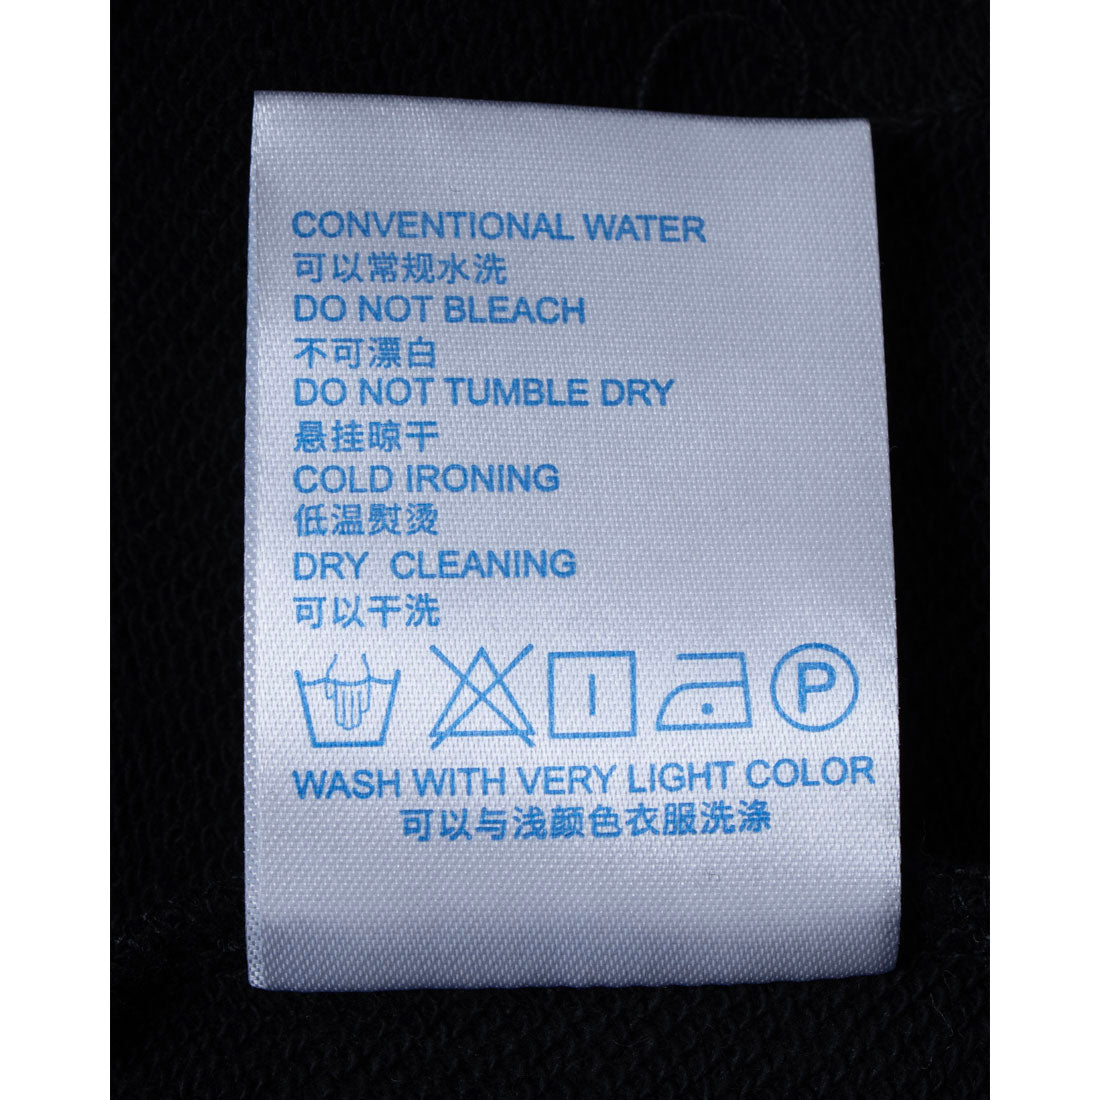 CONVENTIONAL WATER
可以常规水洗
DO NOT BLEACH
不可漂白
DO NOT TUMBLE DRY
悬挂晾干
COLD IRONING
低温熨烫
DRY CLEANING
可以干洗
P
WASH WITH VERY LIGHT COLOR
可以与浅颜色衣服洗涤